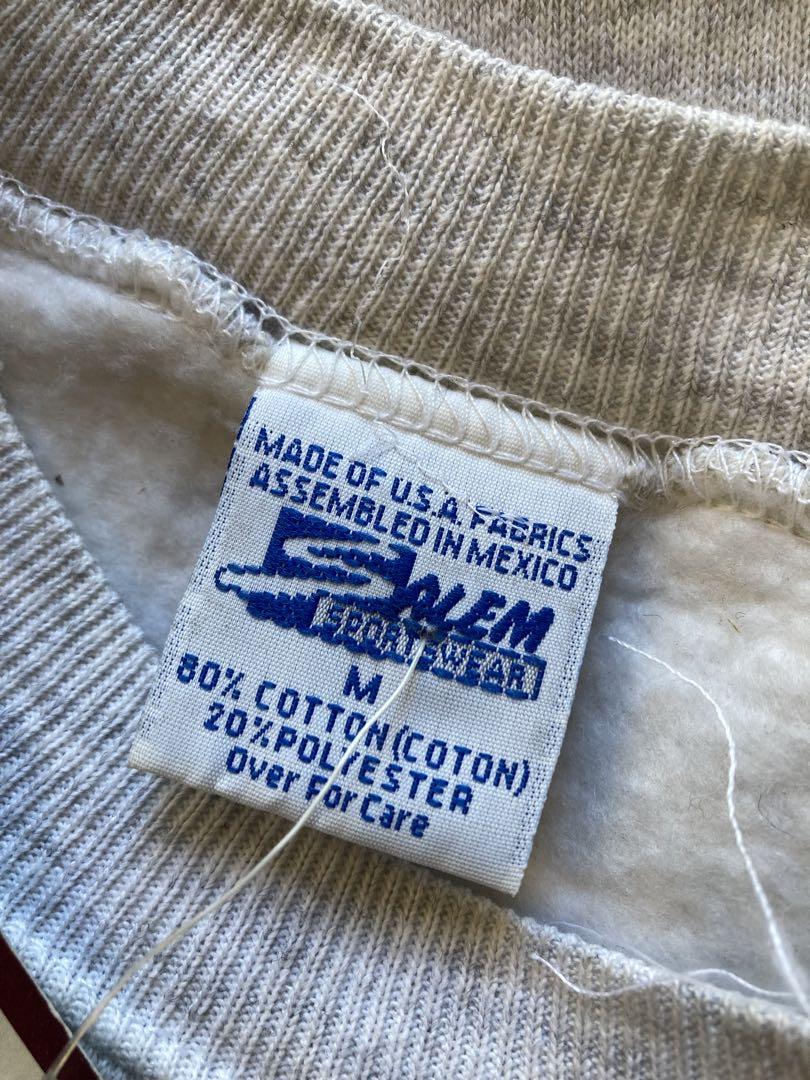 MADE OF U.S.A. FABRICS
ASSEMBLED IN MEXICO
SALEM
SPORTSWEAR
M
80% COTTON (COTON)
20% POLYESTER
Over For Care